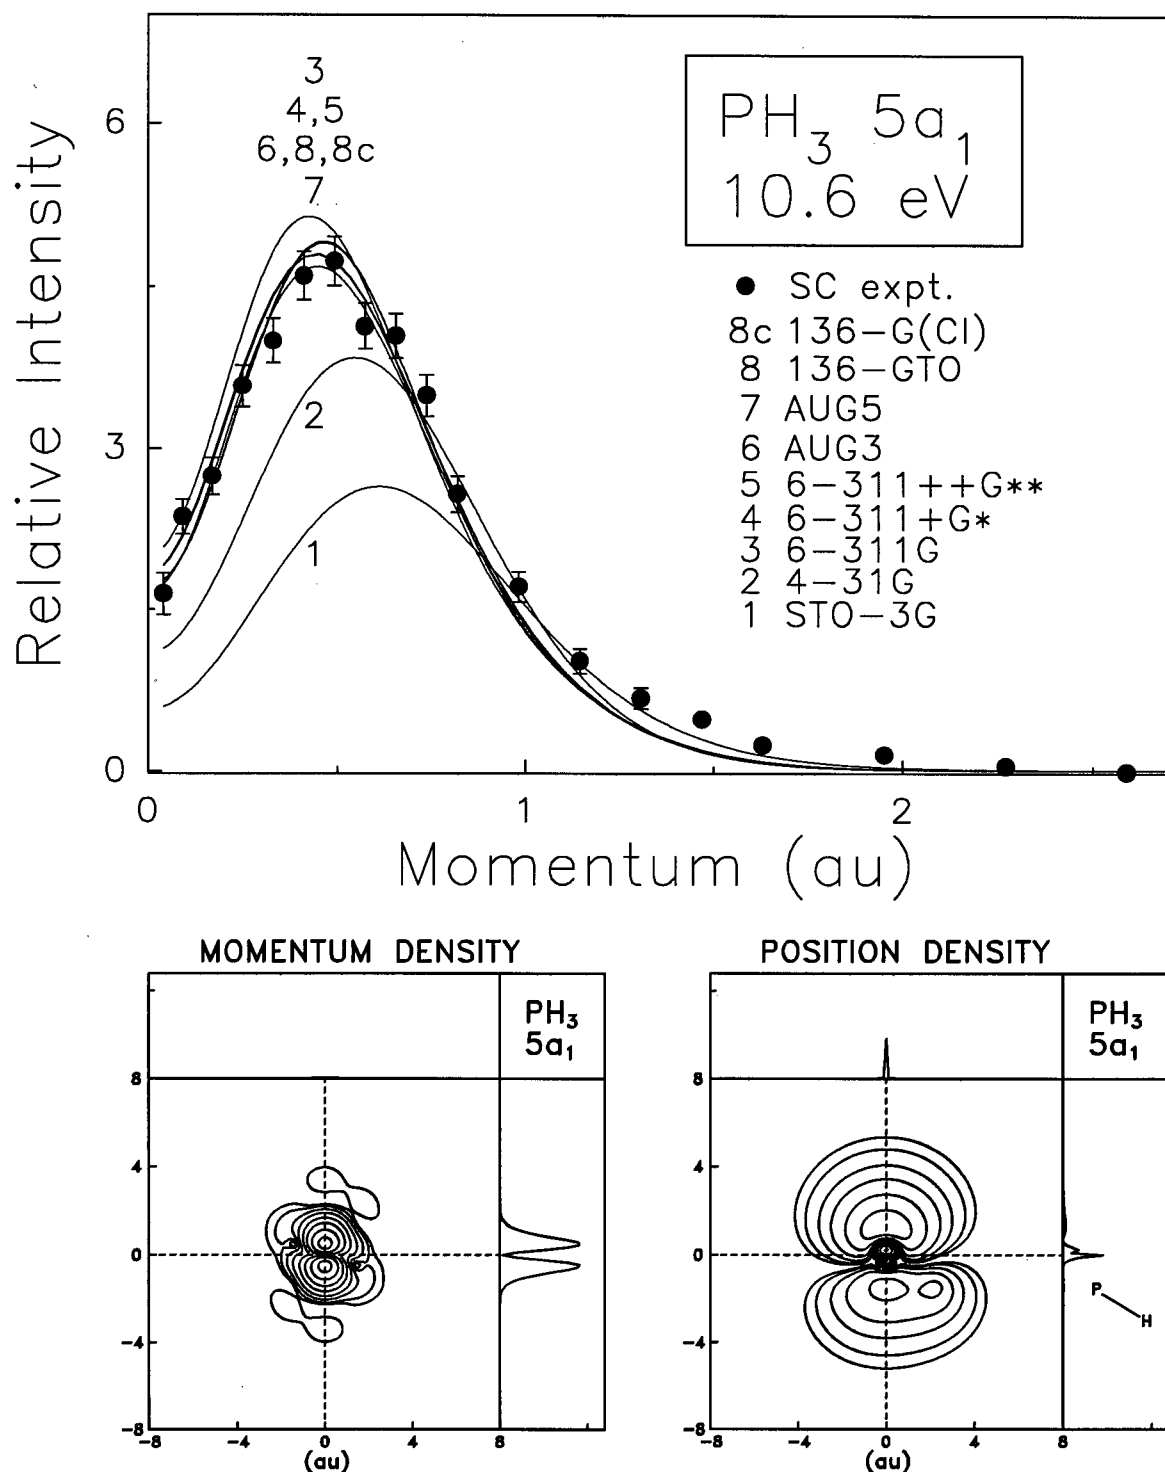 Relative Intensity
6
3
0
3
4,5
6,8,8c
7
2
1
PH3 5a1
10.6 eV
● SC expt.
8c 136-G(CI)
8 136-GTO
7 AUG5
6 AUG3
5 6-311++G**
4 6-311+G*
3 6-311G
2 4-31G
1 STO-3G
0 1 2
Momentum (au)
MOMENTUM DENSITY
PH3
5a1
8
4
0
-4
-8
-8 -4 0 4 8
(au)
POSITION DENSITY
PH3
5a1
8
4
0
-4
-8
P
H
-8 -4 0 4 8
(au)